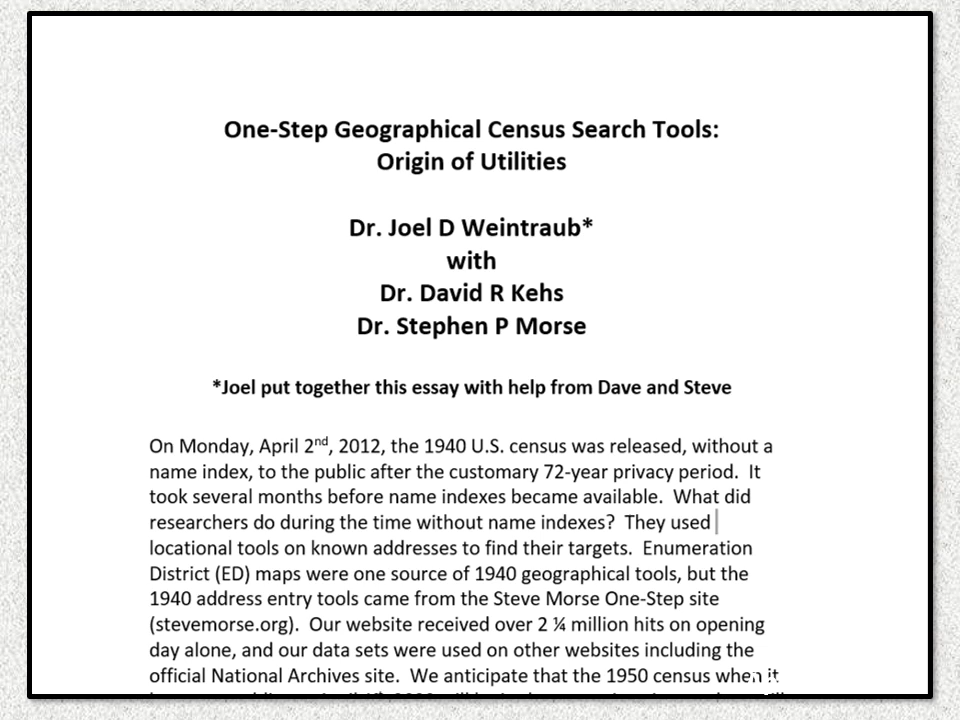 One-Step Geographical Census Search Tools:
Origin of Utilities
Dr. Joel D Weintraub*
with
Dr. David R Kehs
Dr. Stephen P Morse
*Joel put together this essay with help from Dave and Steve
On Monday, April 2nd, 2012, the 1940 U.S. census was released, without a
name index, to the public after the customary 72-year privacy period.  It
took several months before name indexes became available.  What did
researchers do during the time without name indexes?  They used
locational tools on known addresses to find their targets.  Enumeration
District (ED) maps were one source of 1940 geographical tools, but the
1940 address entry tools came from the Steve Morse One-Step site
(stevemorse.org).  Our website received over 2 ¼ million hits on opening
day alone, and our data sets were used on other websites including the
official National Archives site.  We anticipate that the 1950 census when it